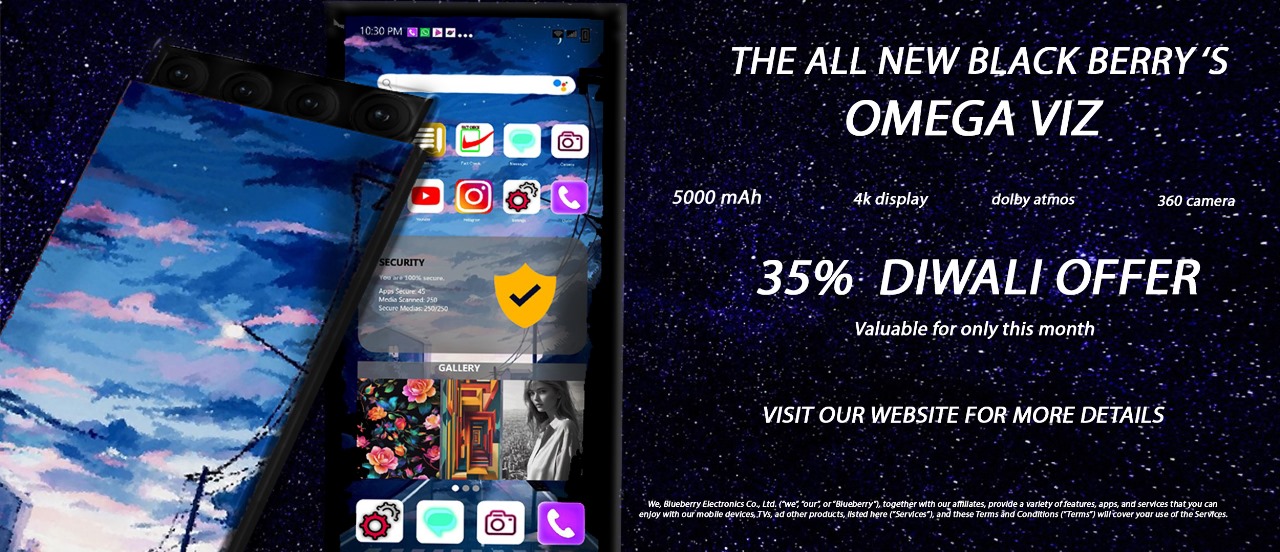 10:30 PM
THE ALL NEW BLACK BERRY 'S
OMEGA VIZ
5000 mAh 4k display dolby atmos 360 camera
35% DIWALI OFFER
Valuable for only this month
VISIT OUR WEBSITE FOR MORE DETAILS
We, Blueberry Electronics Co., Ltd. ("we", "our", or "Blueberry"), together with our affiliates, provide a variety of features, apps, and services that you can
enjoy with our mobile devices, TVs, ad other products, listed here ("Services"), and these Terms and Conditions ("Terms") will cover your use of the Services.
Messages Camera
SECURITY
You are 100% secure.
Apps Secure: 45
Media Scanned: 250
Secure Medias: 250/250
GALLERY